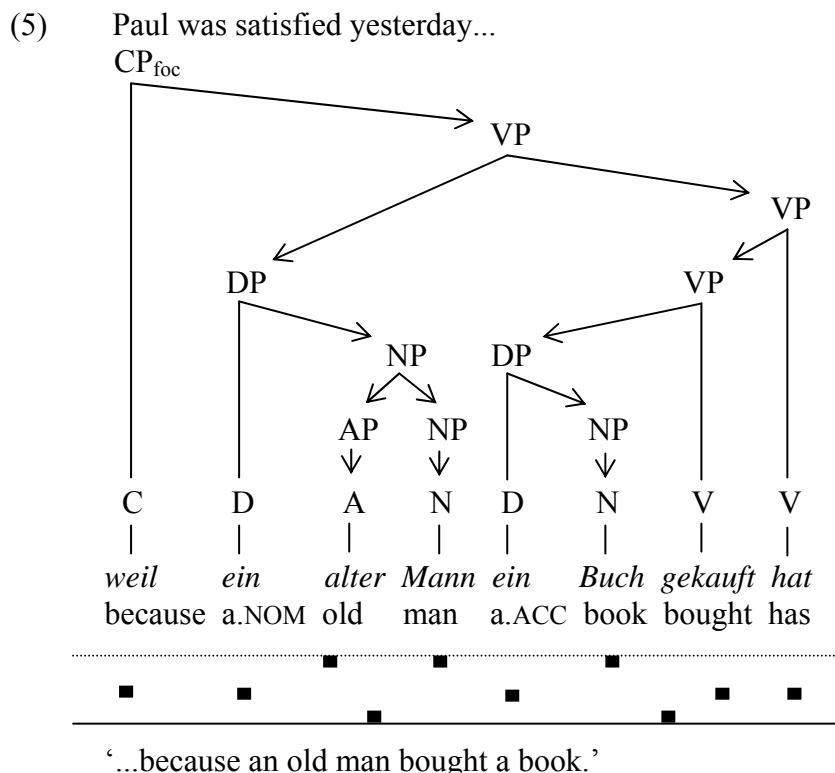 (5) Paul was satisfied yesterday...
CPfoc
VP
VP
DP VP
NP DP
AP NP NP
C D A N D N V V
weil ein alter Mann ein Buch gekauft hat
because a.NOM old man a.ACC book bought has
‘...because an old man bought a book.’